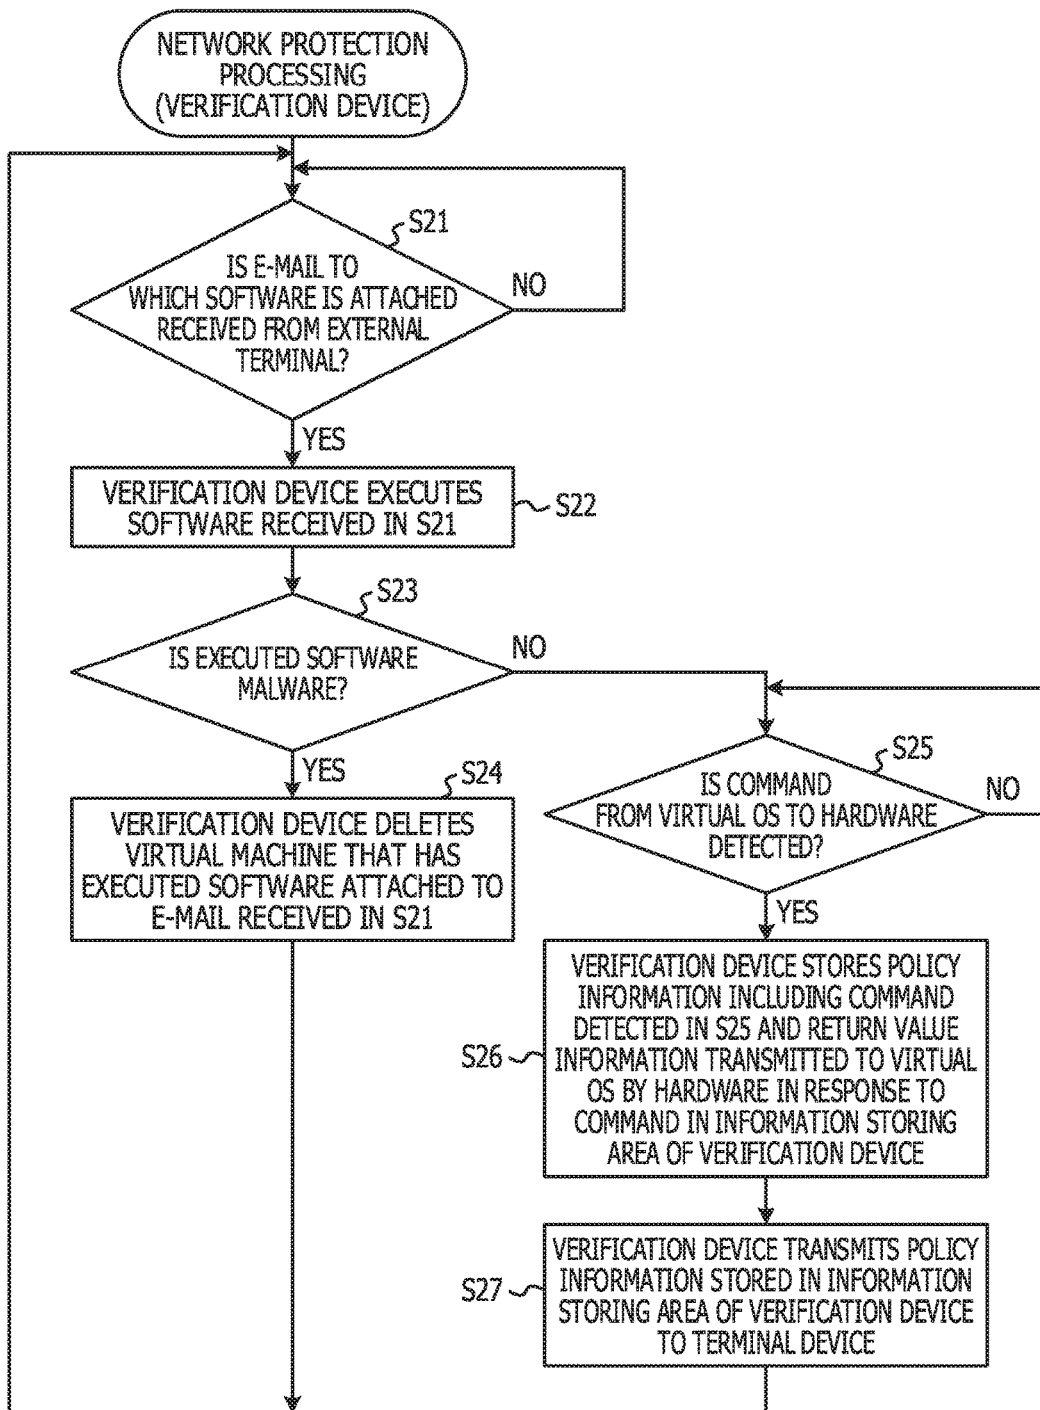 NETWORK PROTECTION
PROCESSING
(VERIFICATION DEVICE)
S21
IS E-MAIL TO
WHICH SOFTWARE IS ATTACHED
RECEIVED FROM EXTERNAL
TERMINAL?
NO
YES
VERIFICATION DEVICE EXECUTES
SOFTWARE RECEIVED IN S21
S22
S23
IS EXECUTED SOFTWARE
MALWARE?
NO
YES
S24
VERIFICATION DEVICE DELETES
VIRTUAL MACHINE THAT HAS
EXECUTED SOFTWARE ATTACHED TO
E-MAIL RECEIVED IN S21
S25
IS COMMAND
FROM VIRTUAL OS TO HARDWARE
DETECTED?
NO
YES
S26
VERIFICATION DEVICE STORES POLICY
INFORMATION INCLUDING COMMAND
DETECTED IN S25 AND RETURN VALUE
INFORMATION TRANSMITTED TO VIRTUAL
OS BY HARDWARE IN RESPONSE TO
COMMAND IN INFORMATION STORING
AREA OF VERIFICATION DEVICE
S27
VERIFICATION DEVICE TRANSMITS POLICY
INFORMATION STORED IN INFORMATION
STORING AREA OF VERIFICATION DEVICE
TO TERMINAL DEVICE